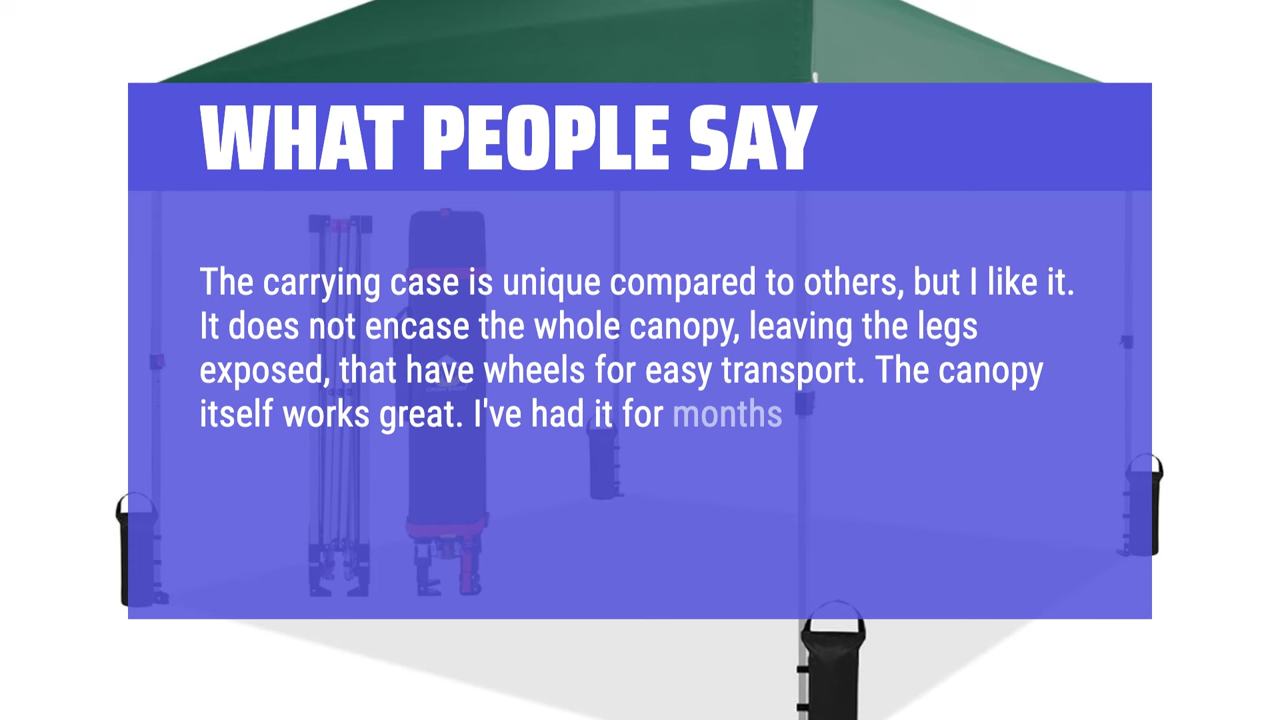 WHAT PEOPLE SAY
The carrying case is unique compared to others, but I like it.
It does not encase the whole canopy, leaving the legs
exposed, that have wheels for easy transport. The canopy
itself works great. I've had it for months